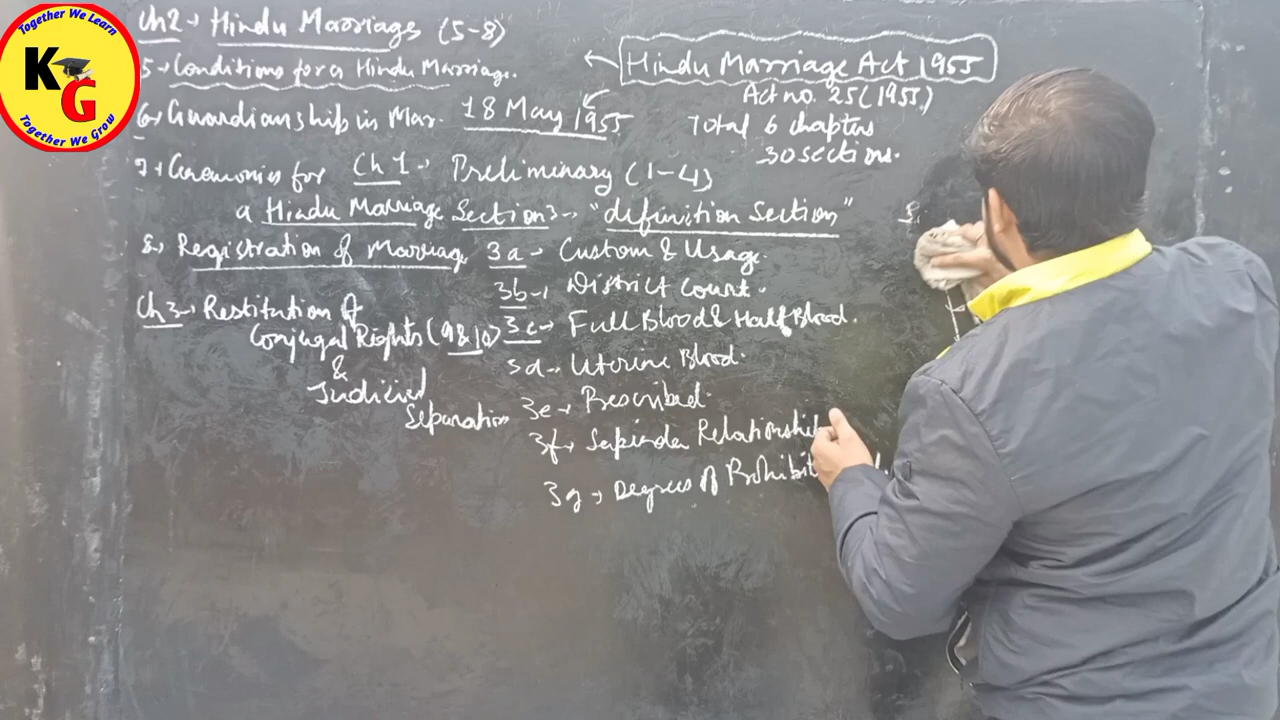 Together We Learn
KG
Together We Grow
Ch2 → Hindu Marriages (5-8)
5 → Conditions for a Hindu Marriage.
6 → Guardianship in Mar.
7 → Ceremonies for
a Hindu Marriage
8 → Registration of Marriage
Ch3 → Restitution of
Conjugal Rights (9&10)
&
Judicial
Separation
← Hindu Marriage Act 1955
Act no. 25 (1955)
18 May 1955
Total 6 chapters
30 sections.
Ch 1 → Preliminary (1-4)
Section 3 → "definition Section"
3a → Custom & Usage.
3b → District Court.
3c → Full Blood & Half Blood.
3d → Uterine Blood.
3e → Prescribed.
3f → Sapinda Relationship
3g → Degrees of Prohibit